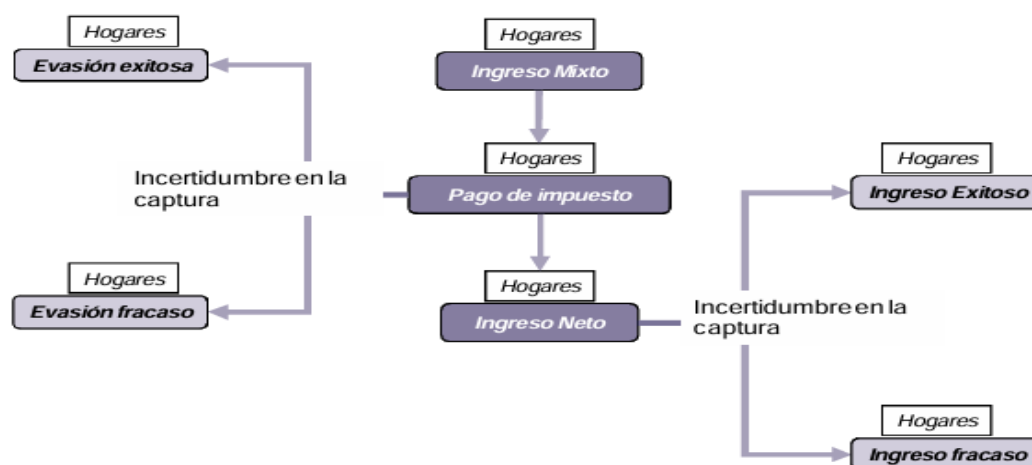 Hogares
Evasión exitosa
Hogares
Ingreso Mixto
Hogares
Pago de impuesto
Incertidumbre en la
captura
Hogares
Ingreso Exitoso
Hogares
Evasión fracaso
Hogares
Ingreso Neto
Incertidumbre en la
captura
Hogares
Ingreso fracaso